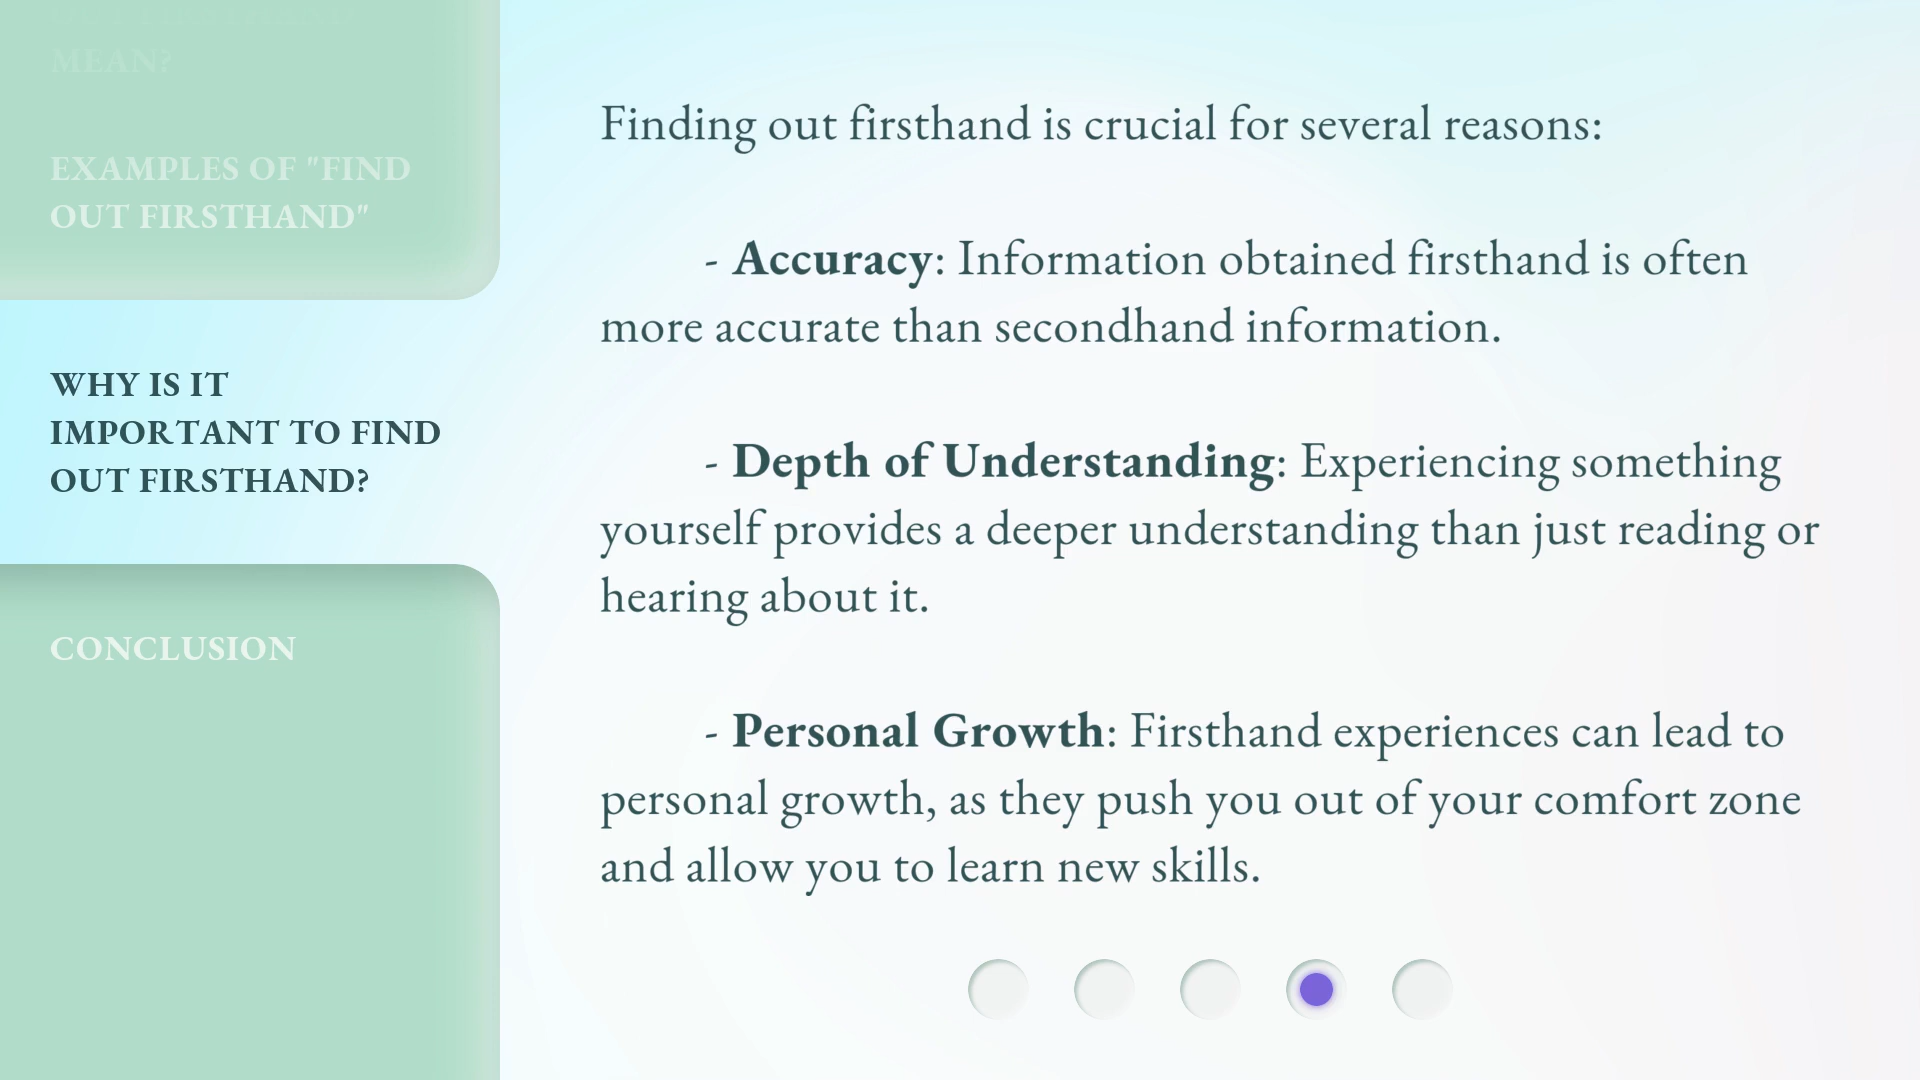 MEAN?
EXAMPLES OF "FIND
OUT FIRSTHAND"
WHY IS IT
IMPORTANT TO FIND
OUT FIRSTHAND?
CONCLUSION
Finding out firsthand is crucial for several reasons:
- Accuracy: Information obtained firsthand is often
more accurate than secondhand information.
- Depth of Understanding: Experiencing something
yourself provides a deeper understanding than just reading or
hearing about it.
- Personal Growth: Firsthand experiences can lead to
personal growth, as they push you out of your comfort zone
and allow you to learn new skills.